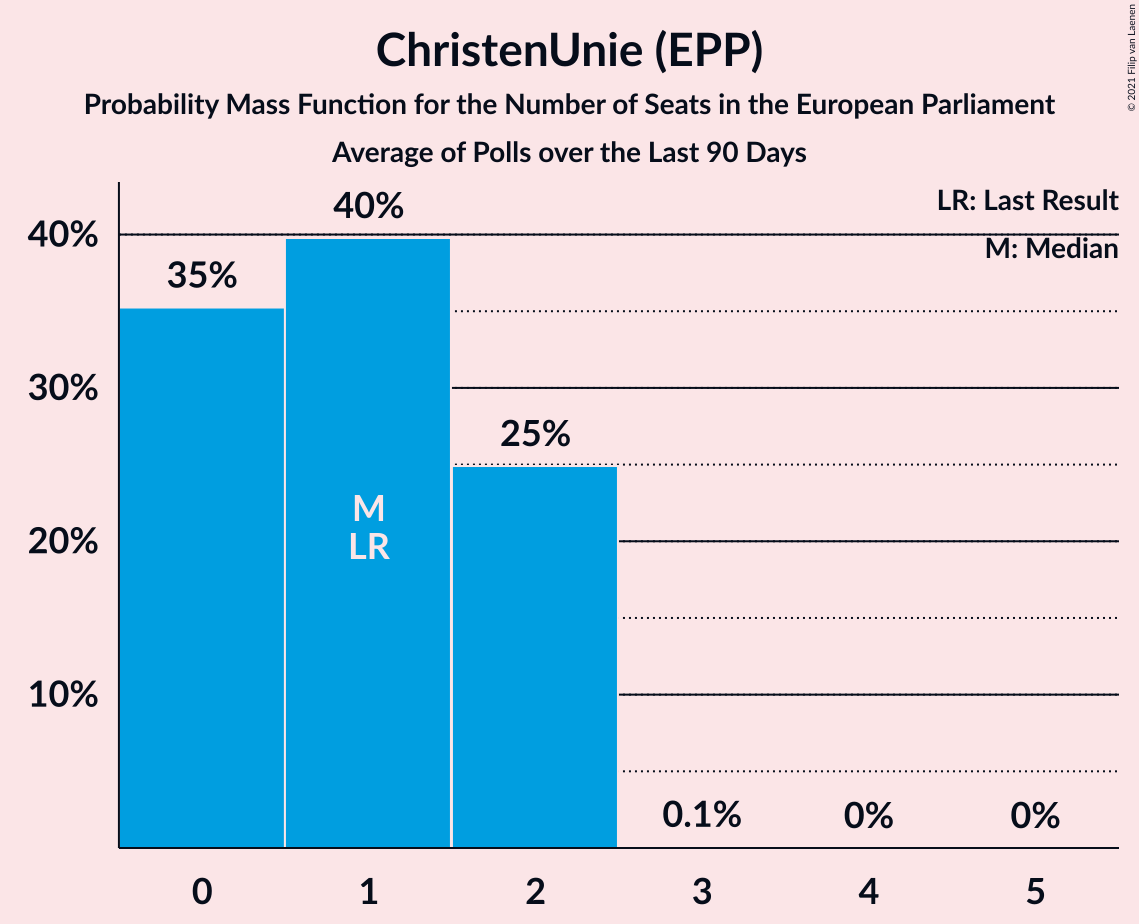 ChristenUnie (EPP)
Probability Mass Function for the Number of Seats in the European Parliament
Average of Polls over the Last 90 Days
© 2021 Filip van Laenen
LR: Last Result
M: Median
40%
30%
20%
10%
35%
40%
25%
0.1%
0%
0%
M
LR
0 1 2 3 4 5